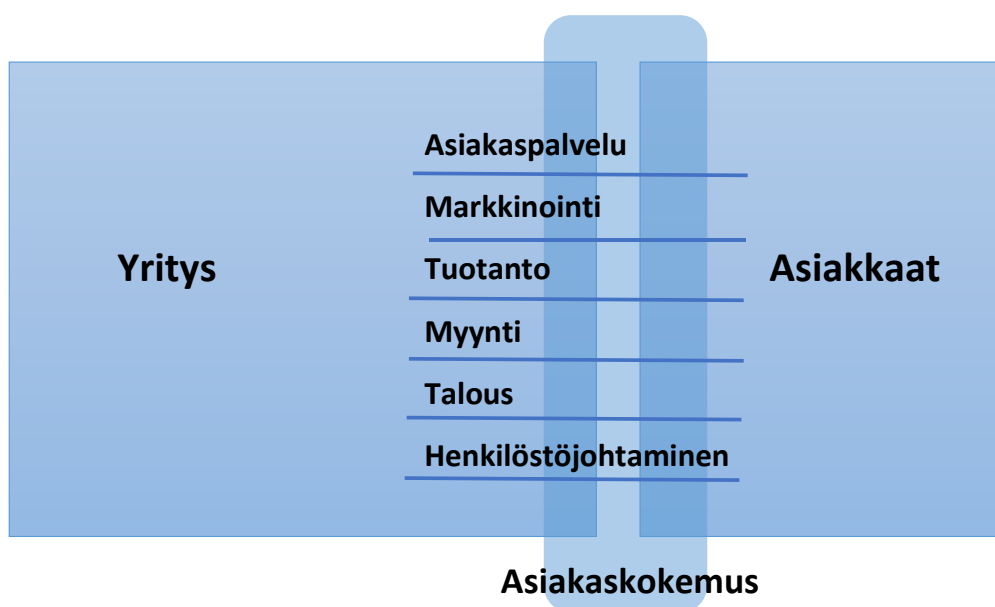 Asiakaspalvelu
Markkinointi
Yritys
Tuotanto
Asiakkaat
Myynti
Talous
Henkilöstöjohtaminen
Asiakaskokemus